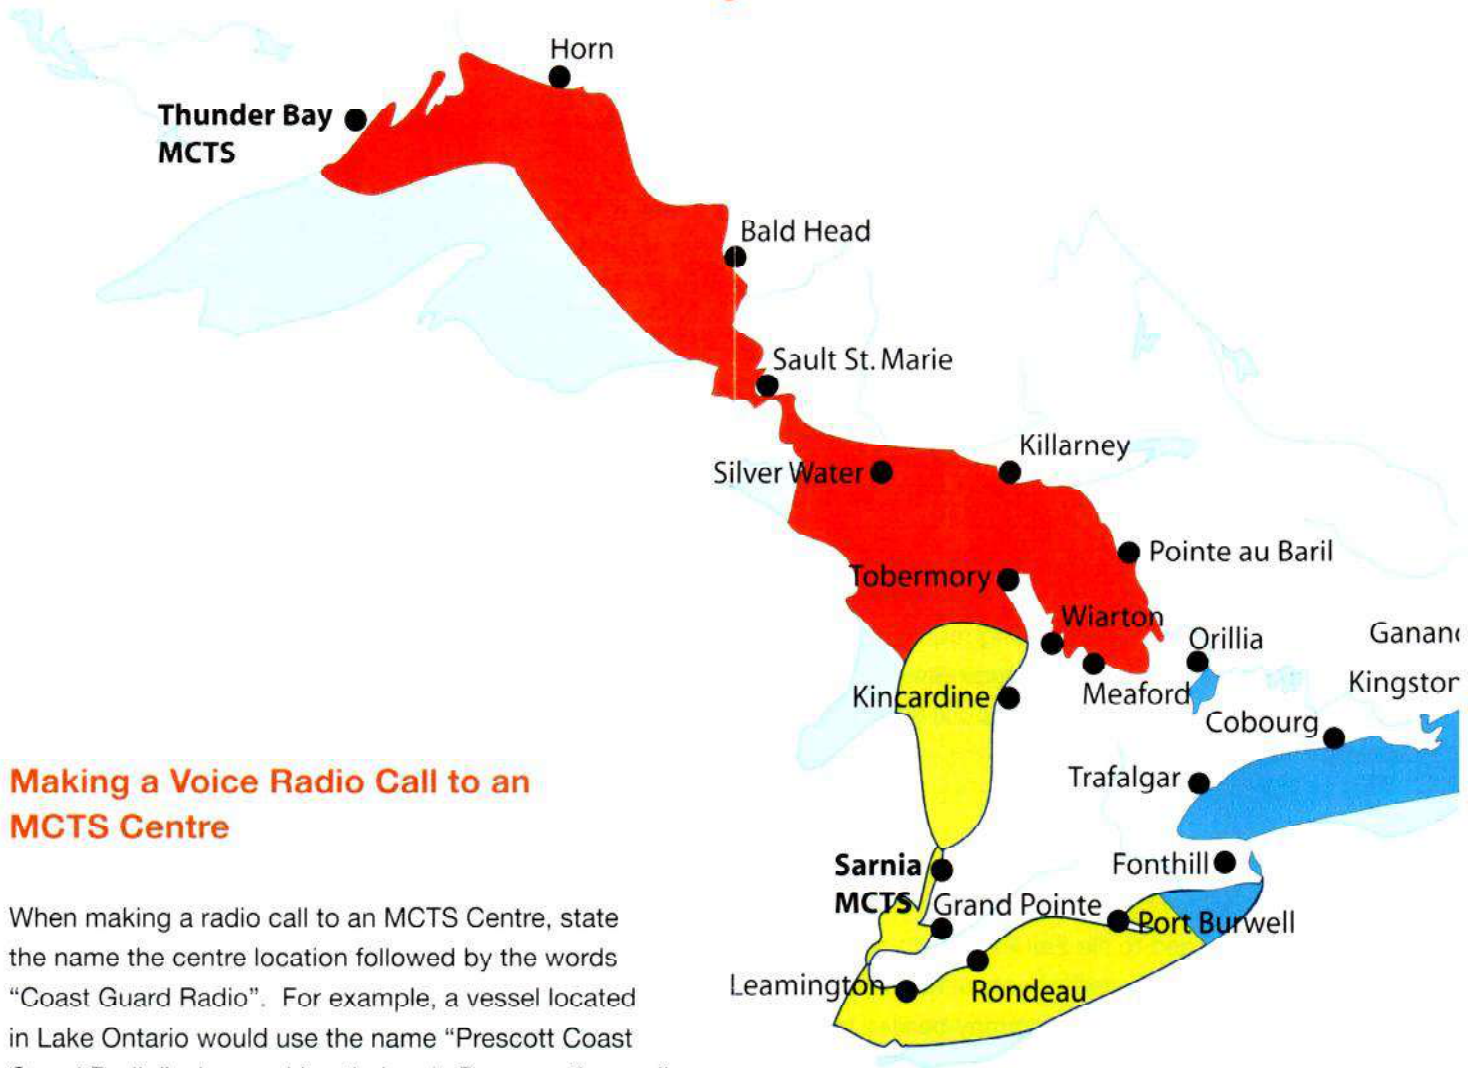 Horn
Thunder Bay
MCTS
Bald Head
Sault St. Marie
Killarney
Silver Water
Pointe au Baril
Tobermory
Wiarton
Orillia
Kincardine
Meaford
Kingston
Cobourg
Trafalgar
Making a Voice Radio Call to an
MCTS Centre
Sarnia
MCTS
Fonthill
Grand Pointe
Port Burwell
Leamington
Rondeau
When making a radio call to an MCTS Centre, state
the name the centre location followed by the words
“Coast Guard Radio”. For example, a vessel located
in Lake Ontario would use the name “Prescott Coast